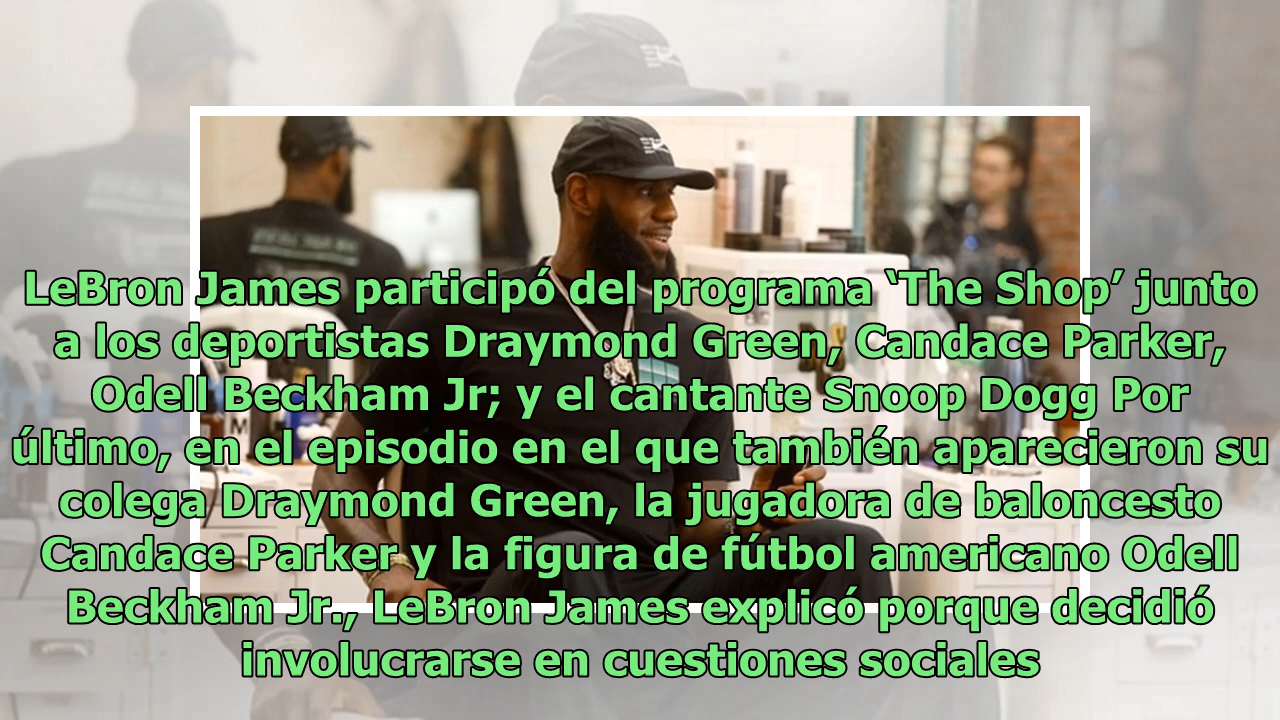 LeBron James participó del programa ‘The Shop’ junto
a los deportistas Draymond Green, Candace Parker,
Odell Beckham Jr; y el cantante Snoop Dogg Por
último, en el episodio en el que también aparecieron su
colega Draymond Green, la jugadora de baloncesto
Candace Parker y la figura de fútbol americano Odell
Beckham Jr., LeBron James explicó porque decidió
involucrarse en cuestiones sociales